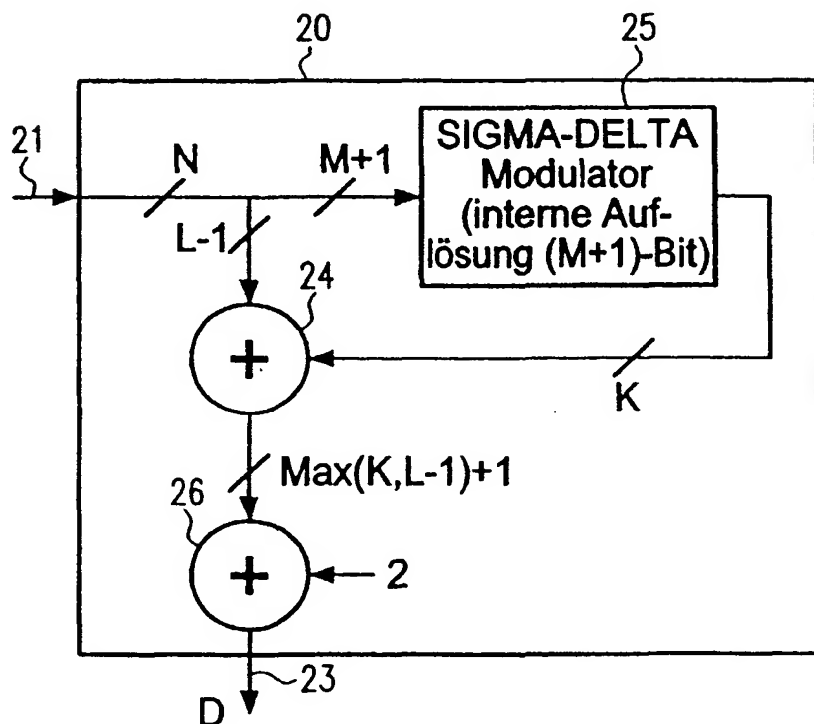 20
25
21
N
M+1
SIGMA-DELTA
Modulator
(interne Auf-
lösung (M+1)-Bit)
L-1
24
+
K
Max(K,L-1)+1
26
+
2
23
D